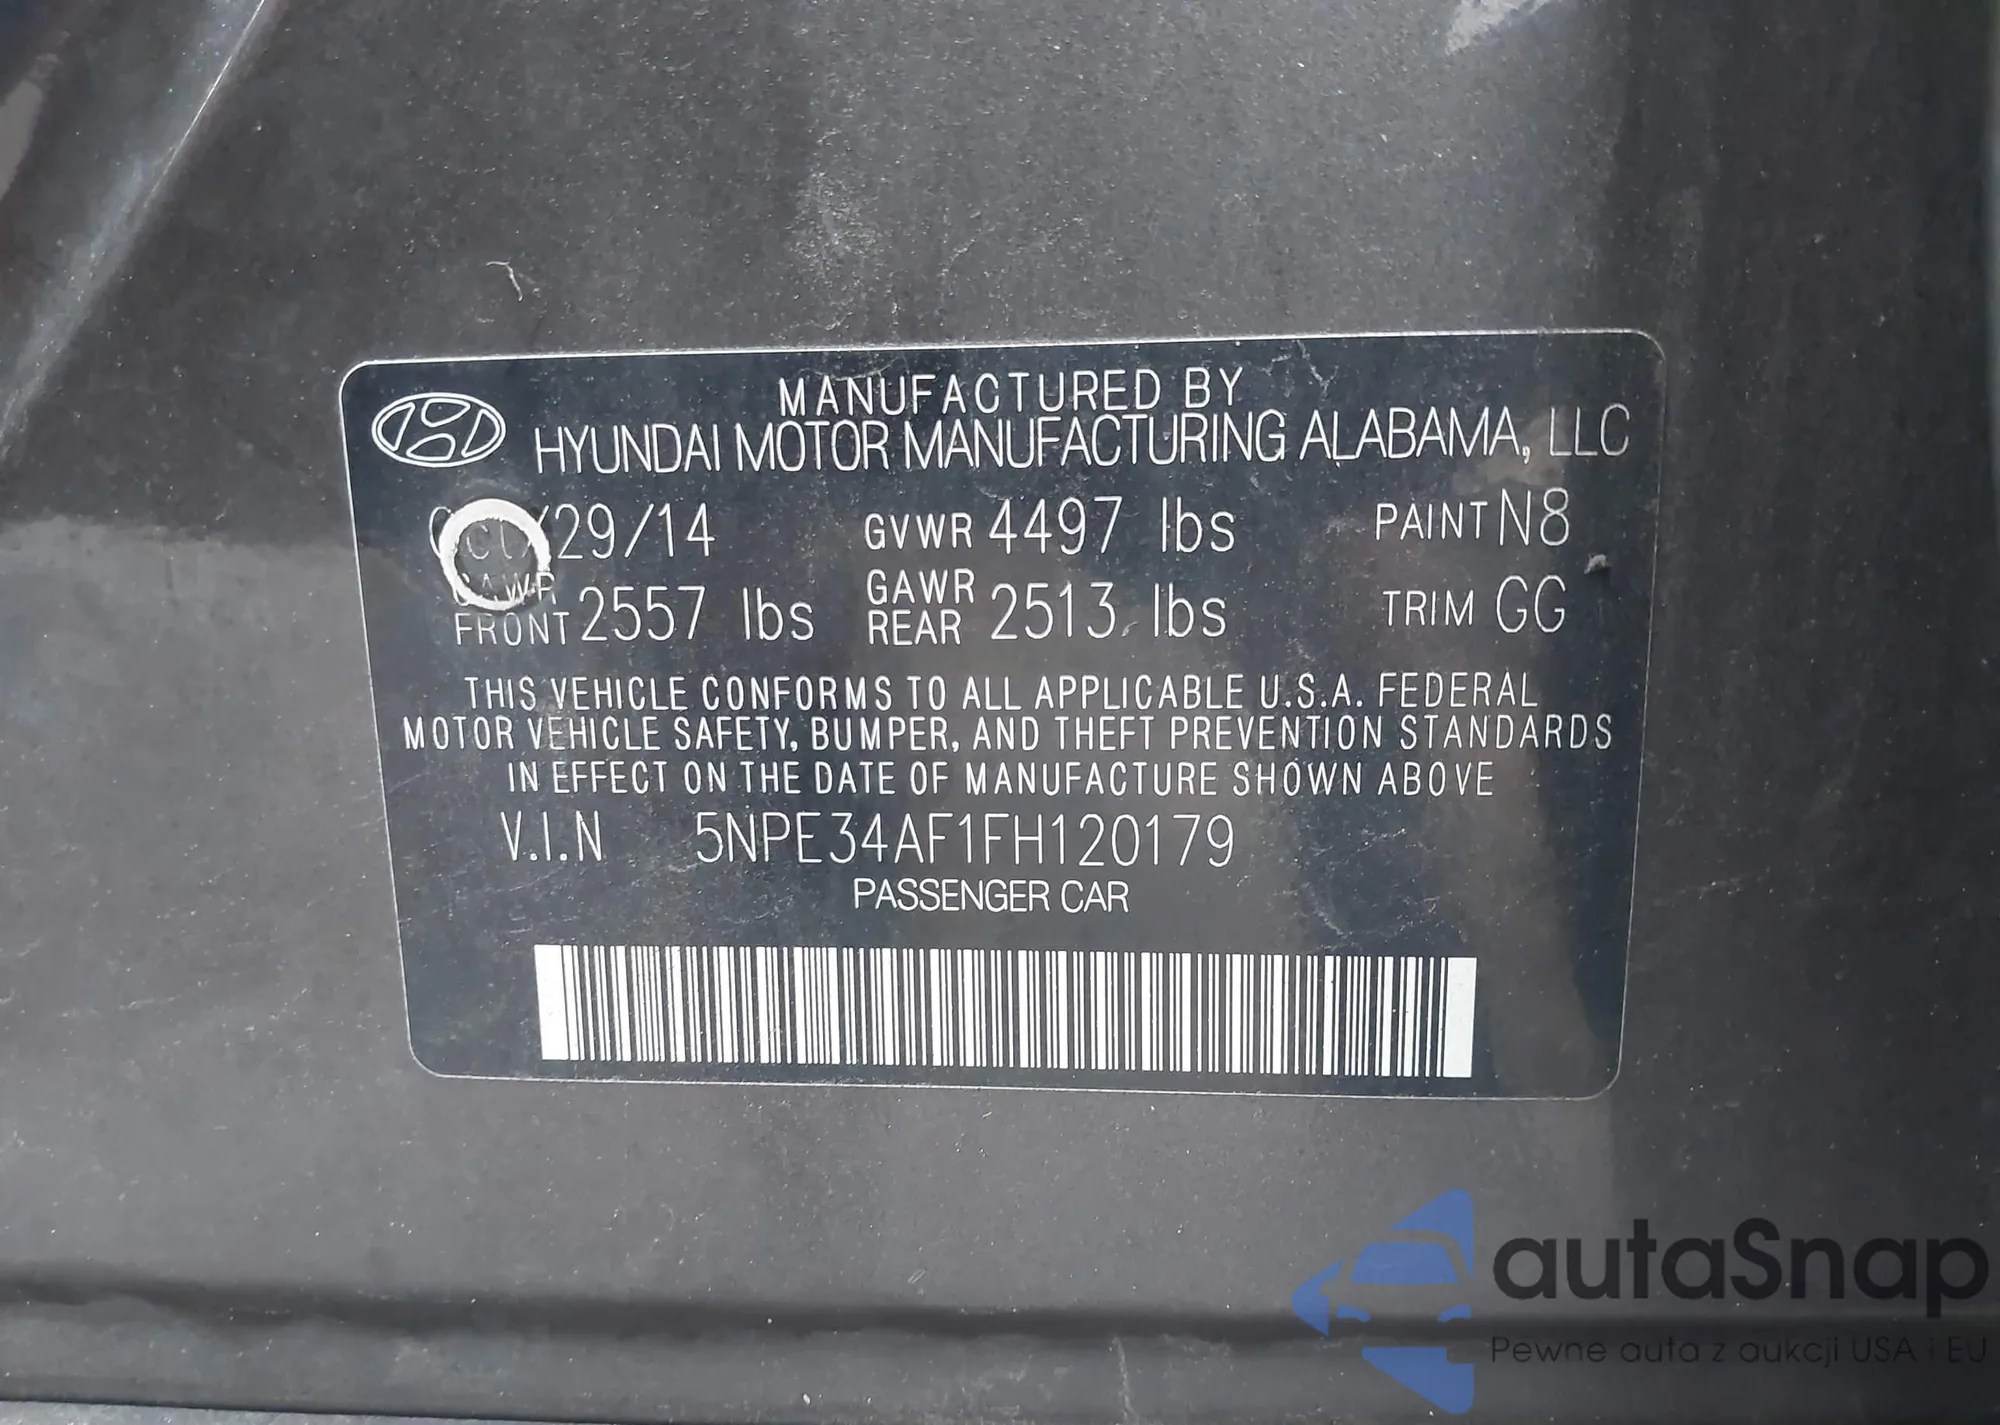 MANUFACTURED BY
HYUNDAI MOTOR MANUFACTURING ALABAMA, LLC
/29/14 GVWR 4497 lbs PAINT N8
GAWR FRONT 2557 lbs GAWR REAR 2513 lbs TRIM GG
THIS VEHICLE CONFORMS TO ALL APPLICABLE U.S.A. FEDERAL
MOTOR VEHICLE SAFETY, BUMPER, AND THEFT PREVENTION STANDARDS
IN EFFECT ON THE DATE OF MANUFACTURE SHOWN ABOVE
V.I.N 5NPE34AF1FH120179
PASSENGER CAR
autaSnap
Pewne auta z aukcji USA i EU